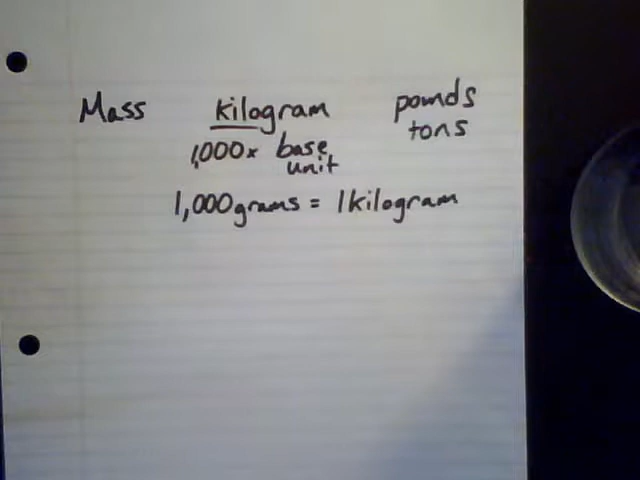 Mass kilogram pounds
tons
1,000x base
unit
1,000grams = 1kilogram